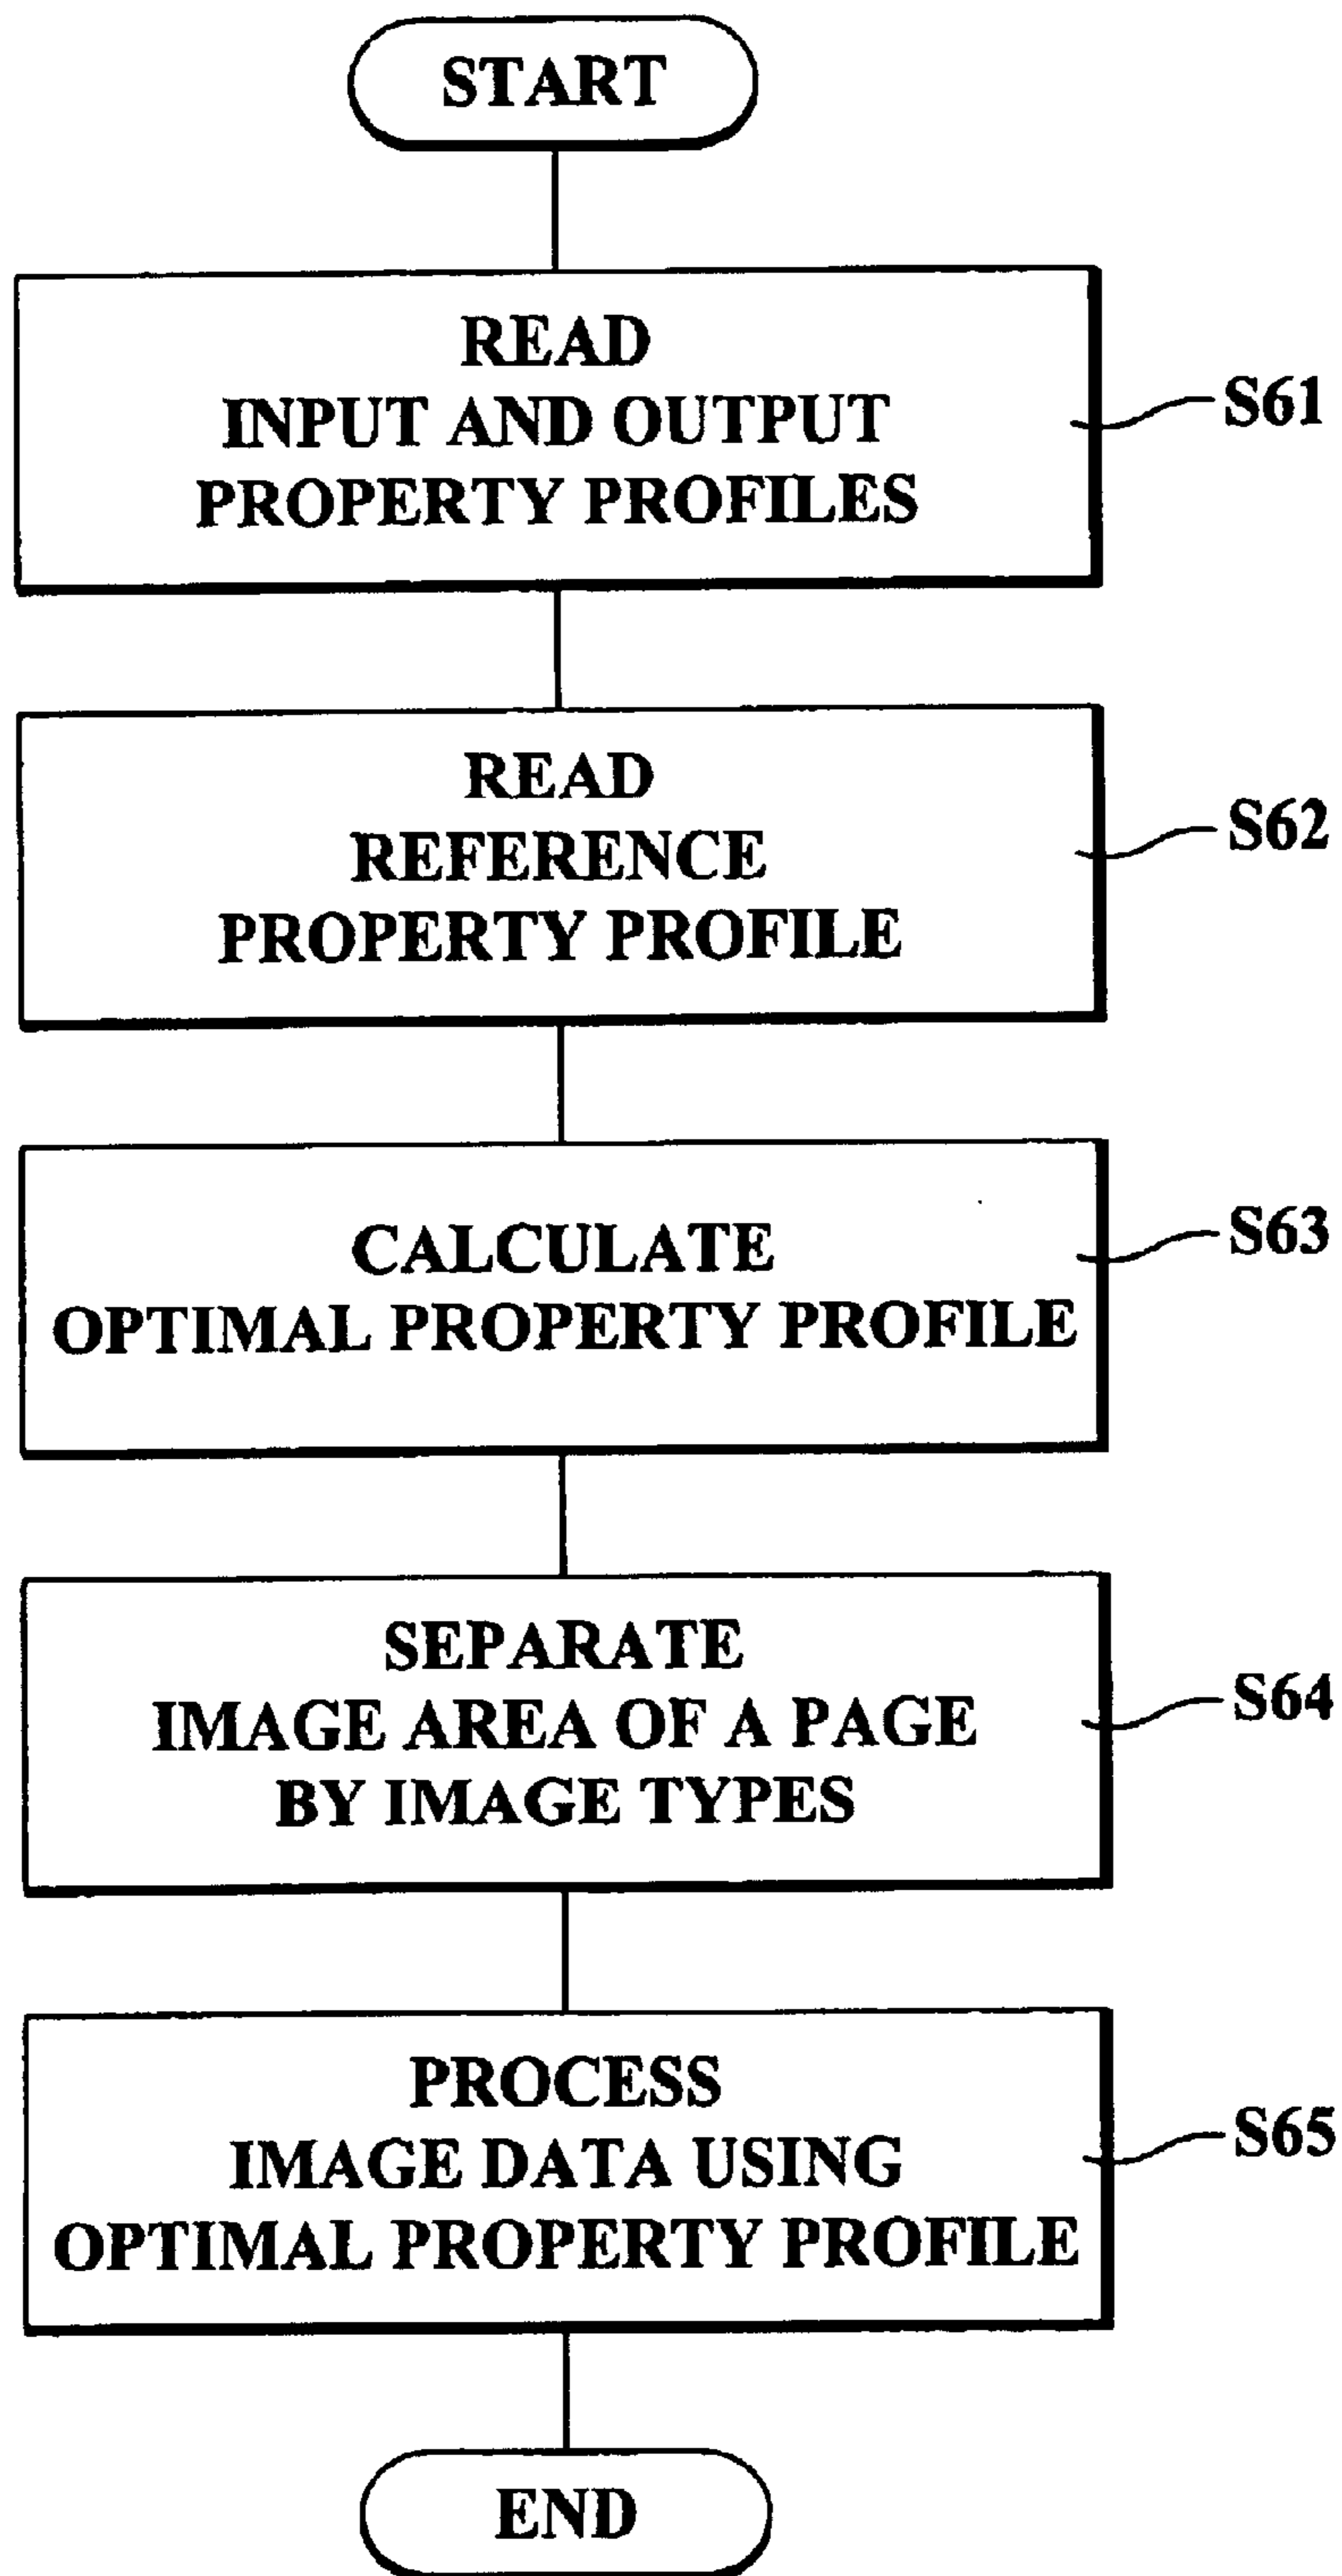 START
READ
INPUT AND OUTPUT
PROPERTY PROFILES
S61
READ
REFERENCE
PROPERTY PROFILE
S62
CALCULATE
OPTIMAL PROPERTY PROFILE
S63
SEPARATE
IMAGE AREA OF A PAGE
BY IMAGE TYPES
S64
PROCESS
IMAGE DATA USING
OPTIMAL PROPERTY PROFILE
S65
END